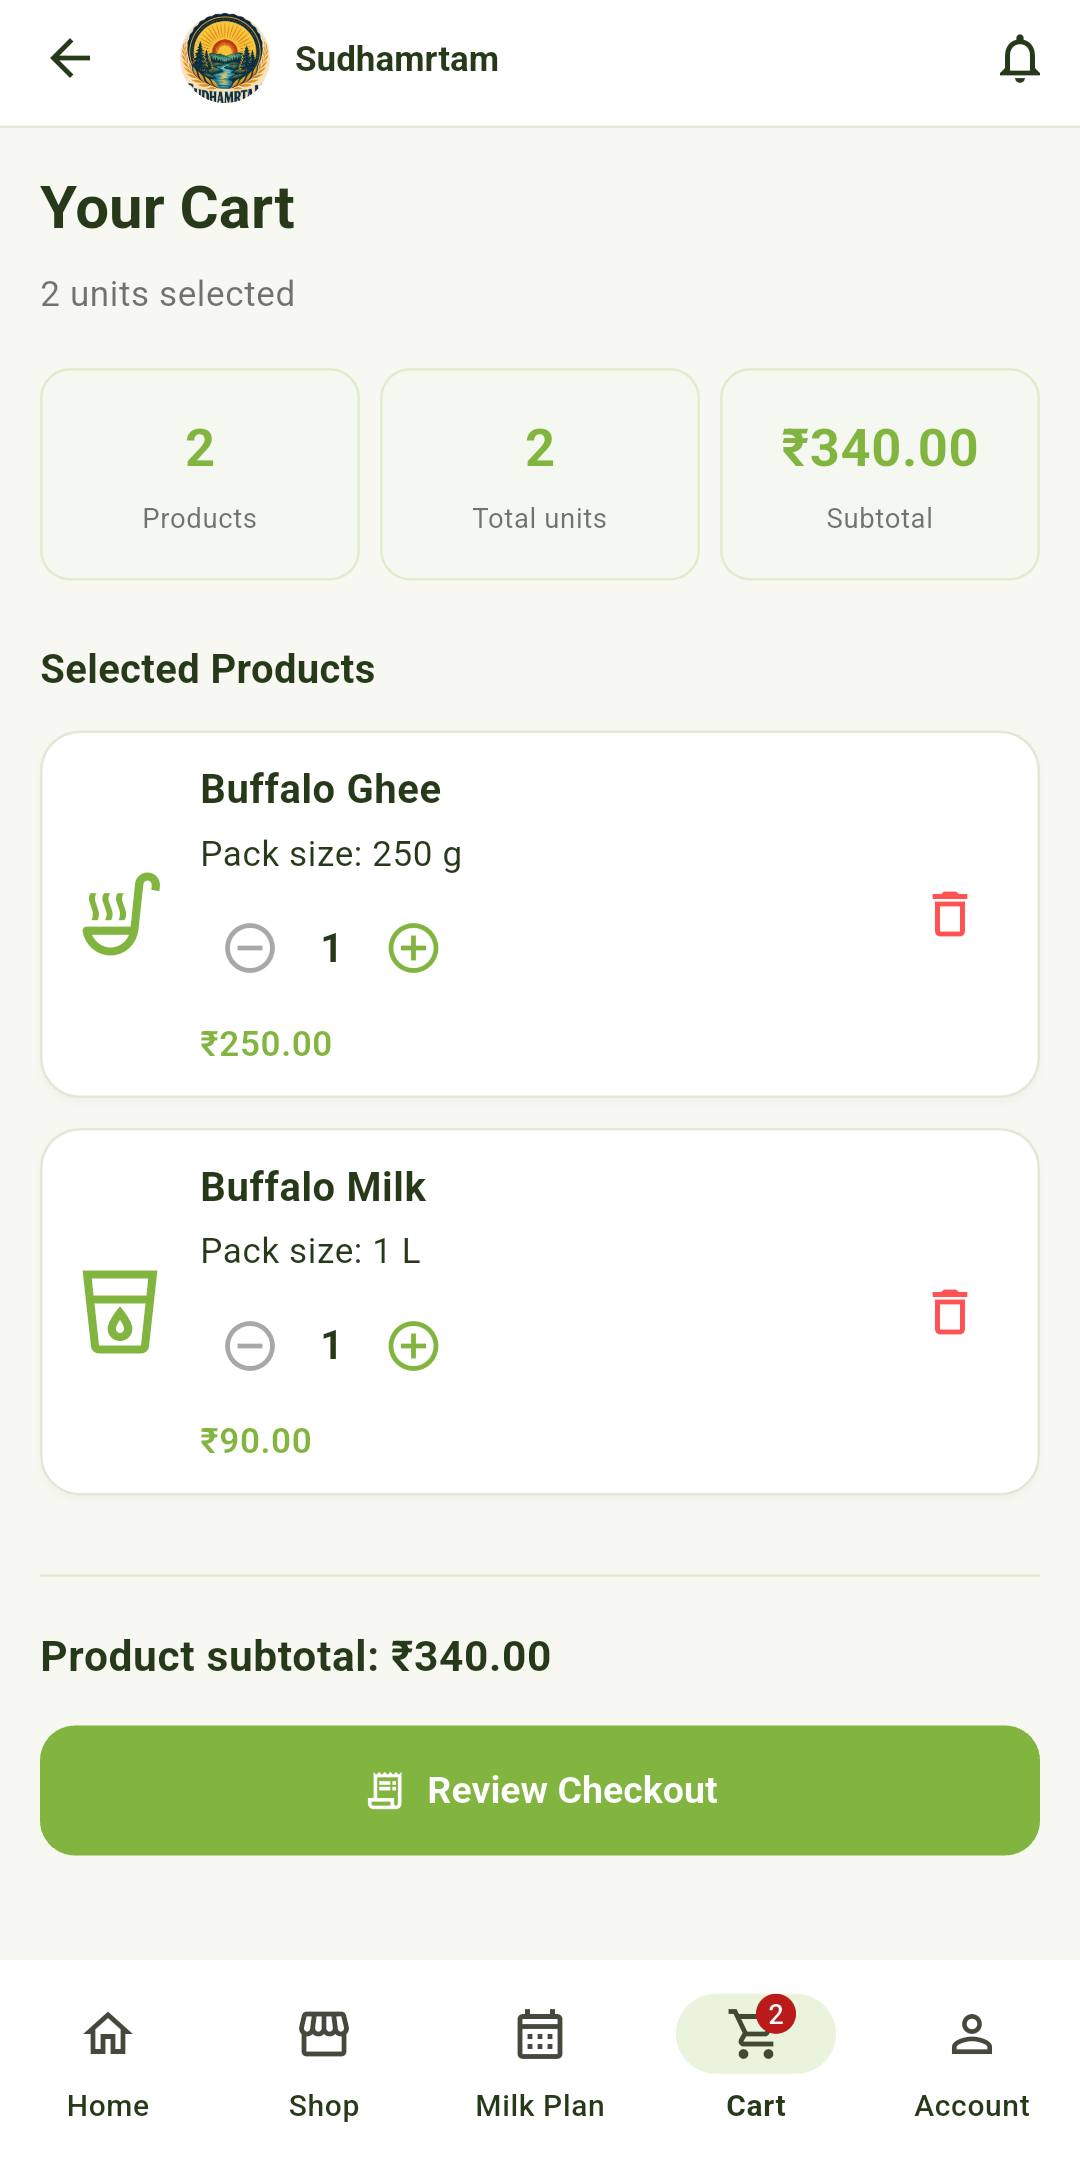 Sudhamrtam
Your Cart
2 units selected
2
Products
2
Total units
₹340.00
Subtotal
Selected Products
Buffalo Ghee
Pack size: 250 g
1
₹250.00
Buffalo Milk
Pack size: 1 L
1
₹90.00
Product subtotal: ₹340.00
Review Checkout
2
Home
Shop
Milk Plan
Cart
Account